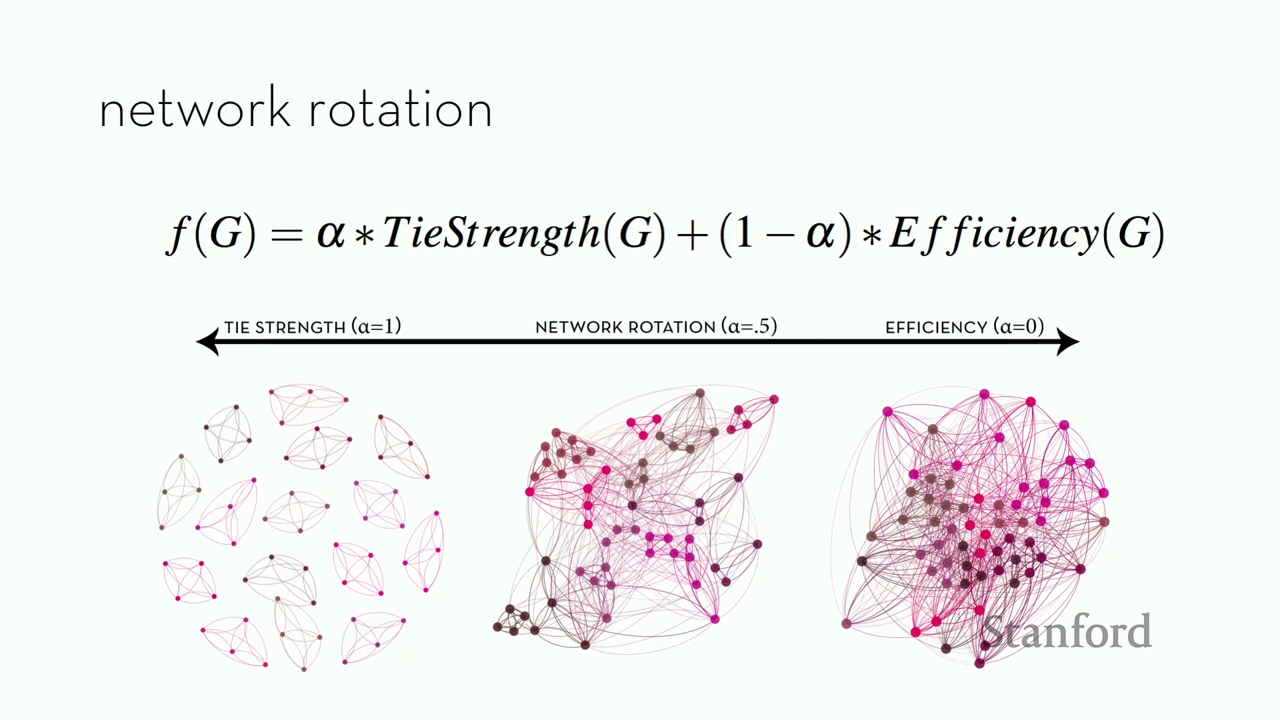 network rotation
f(G) = α * TieStrength(G) + (1 − α) * Efficiency(G)
TIE STRENGTH (α=1)
NETWORK ROTATION (α=.5)
EFFICIENCY (α=0)
Stanford